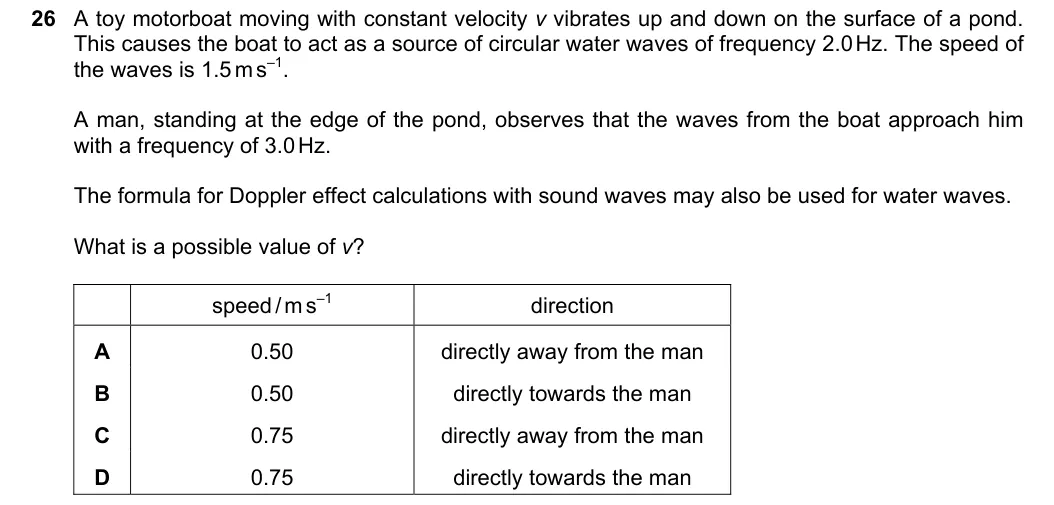 26 A toy motorboat moving with constant velocity v vibrates up and down on the surface of a pond.
This causes the boat to act as a source of circular water waves of frequency 2.0 Hz. The speed of
the waves is 1.5 m s⁻¹.
A man, standing at the edge of the pond, observes that the waves from the boat approach him
with a frequency of 3.0 Hz.
The formula for Doppler effect calculations with sound waves may also be used for water waves.
What is a possible value of v?
speed / m s⁻¹ direction
A 0.50 directly away from the man
B 0.50 directly towards the man
C 0.75 directly away from the man
D 0.75 directly towards the man